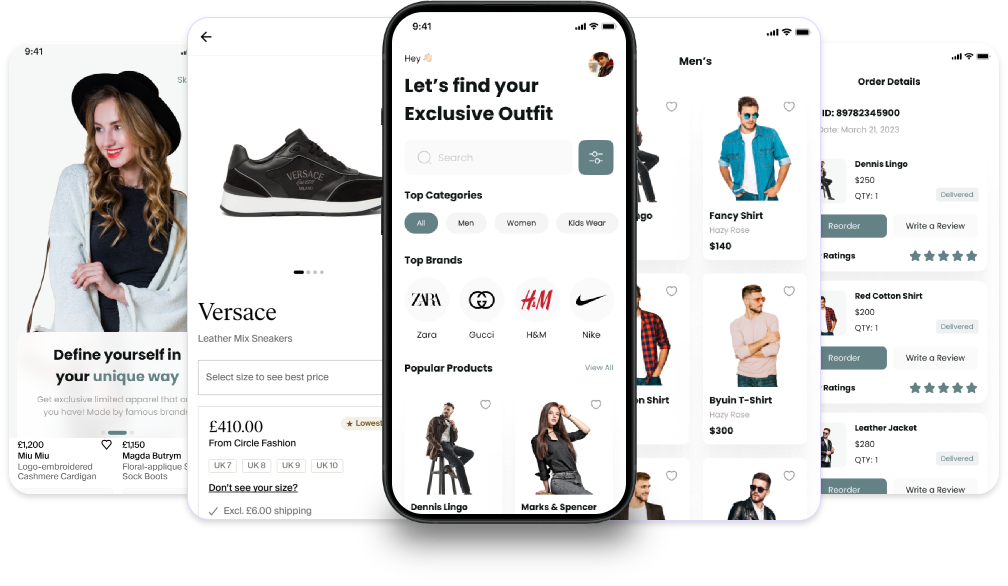 9:41
Sk
Define yourself in
your unique way
Get exclusive limited apparel that on
you have! Made by famous brands
£1,200
Miu Miu
Logo-embroidered
Cashmere Cardigan
£1,150
Magda Butrym
Floral-applique S
Sock Boots
VERSACE
MILANO
Versace
Leather Mix Sneakers
Select size to see best price
£410.00
★ Lowest
From Circle Fashion
UK 7
UK 8
UK 9
UK 10
Don't see your size?
Excl. £6.00 shipping
9:41
Hey 👋🏻
Let's find your
Exclusive Outfit
Search
Top Categories
All
Men
Women
Kids Wear
Top Brands
ZARA
H&M
Zara
Gucci
H&M
Nike
Popular Products
View All
Dennis Lingo
Marks & Spencer
Men's
ngo
Fancy Shirt
Hazy Rose
$140
on Shirt
Byuin T-Shirt
Hazy Rose
$300
Order Details
ID: 89782345900
Date: March 21, 2023
Dennis Lingo
$250
QTY: 1
Delivered
Reorder
Write a Review
Ratings
Red Cotton Shirt
$200
QTY: 1
Delivered
Reorder
Write a Review
Ratings
Leather Jacket
$280
QTY: 1
Delivered
Reorder
Write a Review